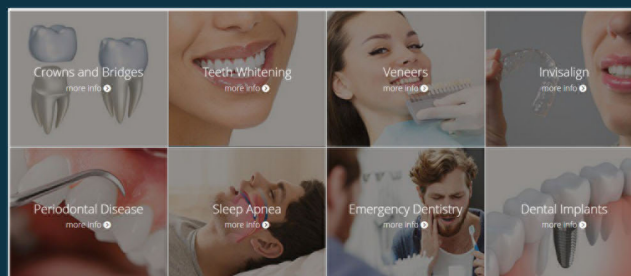 Crowns and Bridges
more info
Teeth Whitening
more info
Veneers
more info
Invisalign
more info
Periodontal Disease
more info
Sleep Apnea
more info
Emergency Dentistry
more info
Dental Implants
more info